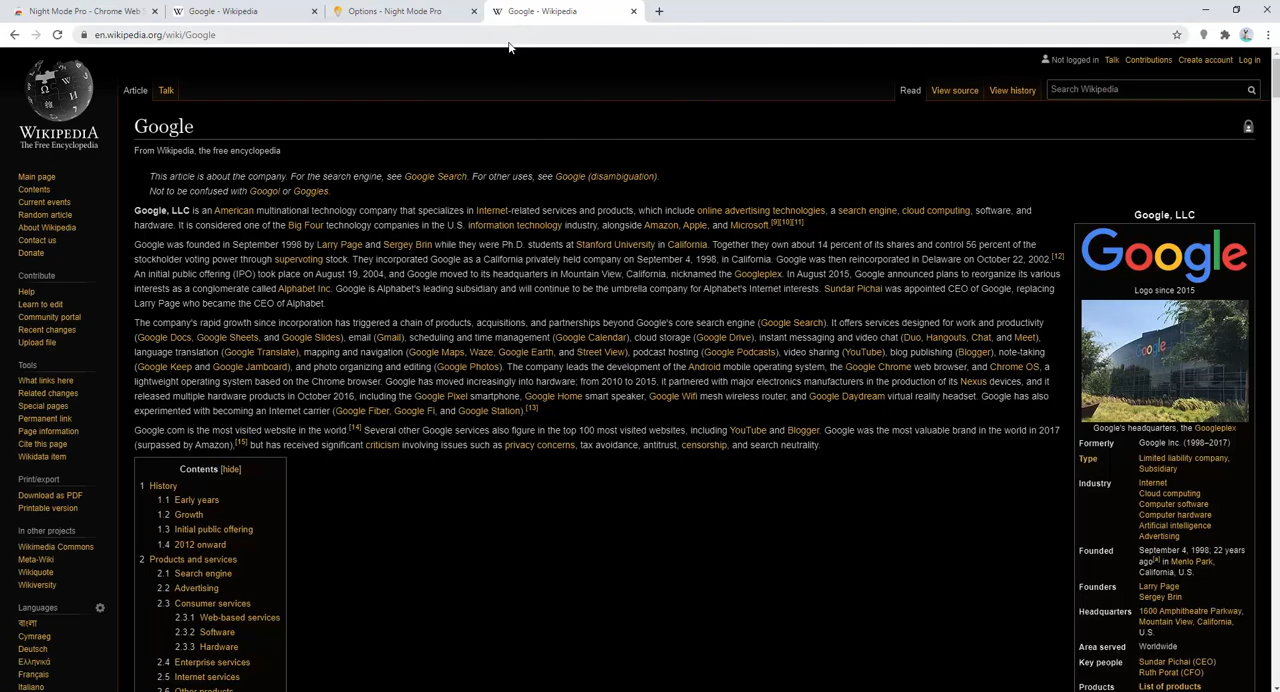 Night Mode Pro - Chrome Web S
Google - Wikipedia
Options - Night Mode Pro
Google - Wikipedia
en.wikipedia.org/wiki/Google
Not logged in Talk Contributions Create account Log in
Article Talk
Read View source View history
Search Wikipedia
WIKIPEDIA
The Free Encyclopedia
Main page
Contents
Current events
Random article
About Wikipedia
Contact us
Donate
Contribute
Help
Learn to edit
Community portal
Recent changes
Upload file
Tools
What links here
Related changes
Special pages
Permanent link
Page information
Cite this page
Wikidata item
Print/export
Download as PDF
Printable version
In other projects
Wikimedia Commons
Meta-Wiki
Wikiquote
Wikiversity
Languages
বাংলা
Cymraeg
Deutsch
Ελληνικά
Français
Italiano
Google
From Wikipedia, the free encyclopedia
This article is about the company. For the search engine, see Google Search. For other uses, see Google (disambiguation).
Not to be confused with Googol or Goggles.
Google, LLC is an American multinational technology company that specializes in Internet-related services and products, which include online advertising technologies, a search engine, cloud computing, software, and
hardware. It is considered one of the Big Four technology companies in the U.S. information technology industry, alongside Amazon, Apple, and Microsoft.[9][10][11]
Google was founded in September 1998 by Larry Page and Sergey Brin while they were Ph.D. students at Stanford University in California. Together they own about 14 percent of its shares and control 56 percent of the
stockholder voting power through supervoting stock. They incorporated Google as a California privately held company on September 4, 1998, in California. Google was then reincorporated in Delaware on October 22, 2002.[12]
An initial public offering (IPO) took place on August 19, 2004, and Google moved to its headquarters in Mountain View, California, nicknamed the Googleplex. In August 2015, Google announced plans to reorganize its various
interests as a conglomerate called Alphabet Inc. Google is Alphabet's leading subsidiary and will continue to be the umbrella company for Alphabet's Internet interests. Sundar Pichai was appointed CEO of Google, replacing
Larry Page who became the CEO of Alphabet.
The company's rapid growth since incorporation has triggered a chain of products, acquisitions, and partnerships beyond Google's core search engine (Google Search). It offers services designed for work and productivity
(Google Docs, Google Sheets, and Google Slides), email (Gmail), scheduling and time management (Google Calendar), cloud storage (Google Drive), instant messaging and video chat (Duo, Hangouts, Chat, and Meet),
language translation (Google Translate), mapping and navigation (Google Maps, Waze, Google Earth, and Street View), podcast hosting (Google Podcasts), video sharing (YouTube), blog publishing (Blogger), note-taking
(Google Keep and Google Jamboard), and photo organizing and editing (Google Photos). The company leads the development of the Android mobile operating system, the Google Chrome web browser, and Chrome OS, a
lightweight operating system based on the Chrome browser. Google has moved increasingly into hardware; from 2010 to 2015, it partnered with major electronics manufacturers in the production of its Nexus devices, and it
released multiple hardware products in October 2016, including the Google Pixel smartphone, Google Home smart speaker, Google Wifi mesh wireless router, and Google Daydream virtual reality headset. Google has also
experimented with becoming an Internet carrier (Google Fiber, Google Fi, and Google Station).[13]
Google.com is the most visited website in the world.[14] Several other Google services also figure in the top 100 most visited websites, including YouTube and Blogger. Google was the most valuable brand in the world in 2017
(surpassed by Amazon),[15] but has received significant criticism involving issues such as privacy concerns, tax avoidance, antitrust, censorship, and search neutrality.
Contents [hide]
1 History
1.1 Early years
1.2 Growth
1.3 Initial public offering
1.4 2012 onward
2 Products and services
2.1 Search engine
2.2 Advertising
2.3 Consumer services
2.3.1 Web-based services
2.3.2 Software
2.3.3 Hardware
2.4 Enterprise services
2.5 Internet services
2.6 Other products
Google, LLC
Google
Logo since 2015
Google
Google's headquarters, the Googleplex
Formerly Google Inc. (1998–2017)
Type Limited liability company,
Subsidiary
Industry Internet
Cloud computing
Computer software
Computer hardware
Artificial intelligence
Advertising
Founded September 4, 1998, 22 years
ago[a] in Menlo Park,
California, U.S.
Founders Larry Page
Sergey Brin
Headquarters 1600 Amphitheatre Parkway,
Mountain View, California,
U.S.
Area served Worldwide
Key people Sundar Pichai (CEO)
Ruth Porat (CFO)
Products List of products